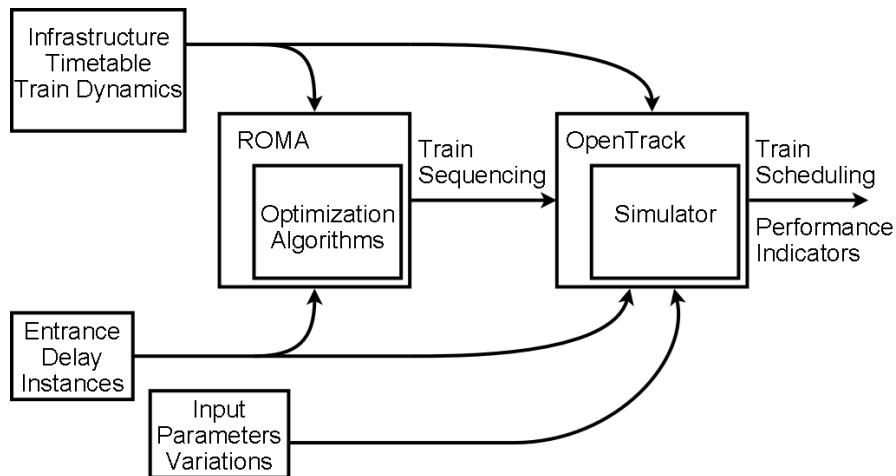 Infrastructure
Timetable
Train Dynamics
ROMA
Optimization
Algorithms
Train
Sequencing
OpenTrack
Simulator
Train
Scheduling
Performance
Indicators
Entrance
Delay
Instances
Input
Parameters
Variations